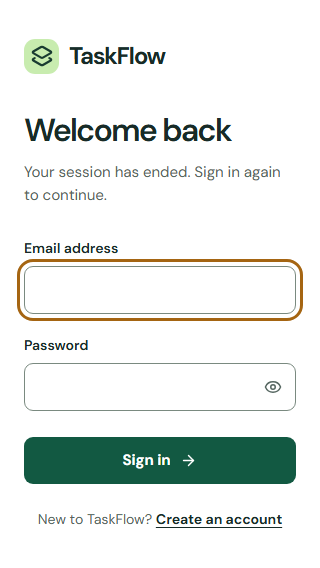 TaskFlow
Welcome back
Your session has ended. Sign in again
to continue.
Email address
Password
Sign in
New to TaskFlow? Create an account